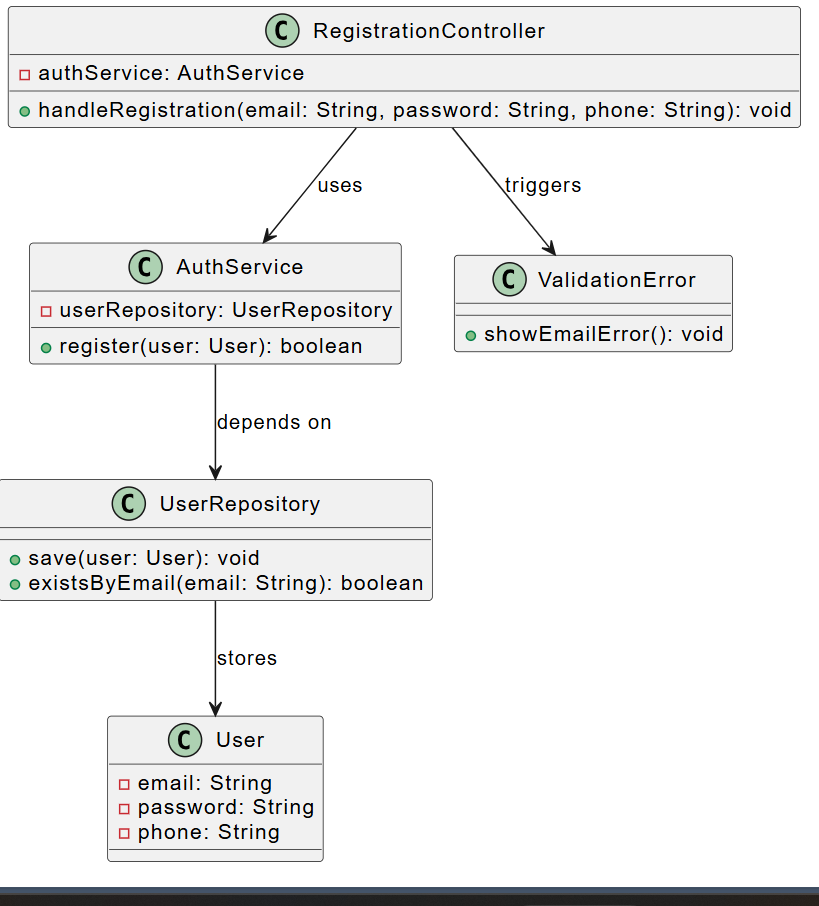 C RegistrationController
authService: AuthService
handleRegistration(email: String, password: String, phone: String): void
uses
triggers
C AuthService
userRepository: UserRepository
register(user: User): boolean
C ValidationError
showEmailError(): void
depends on
C UserRepository
save(user: User): void
existsByEmail(email: String): boolean
stores
C User
email: String
password: String
phone: String